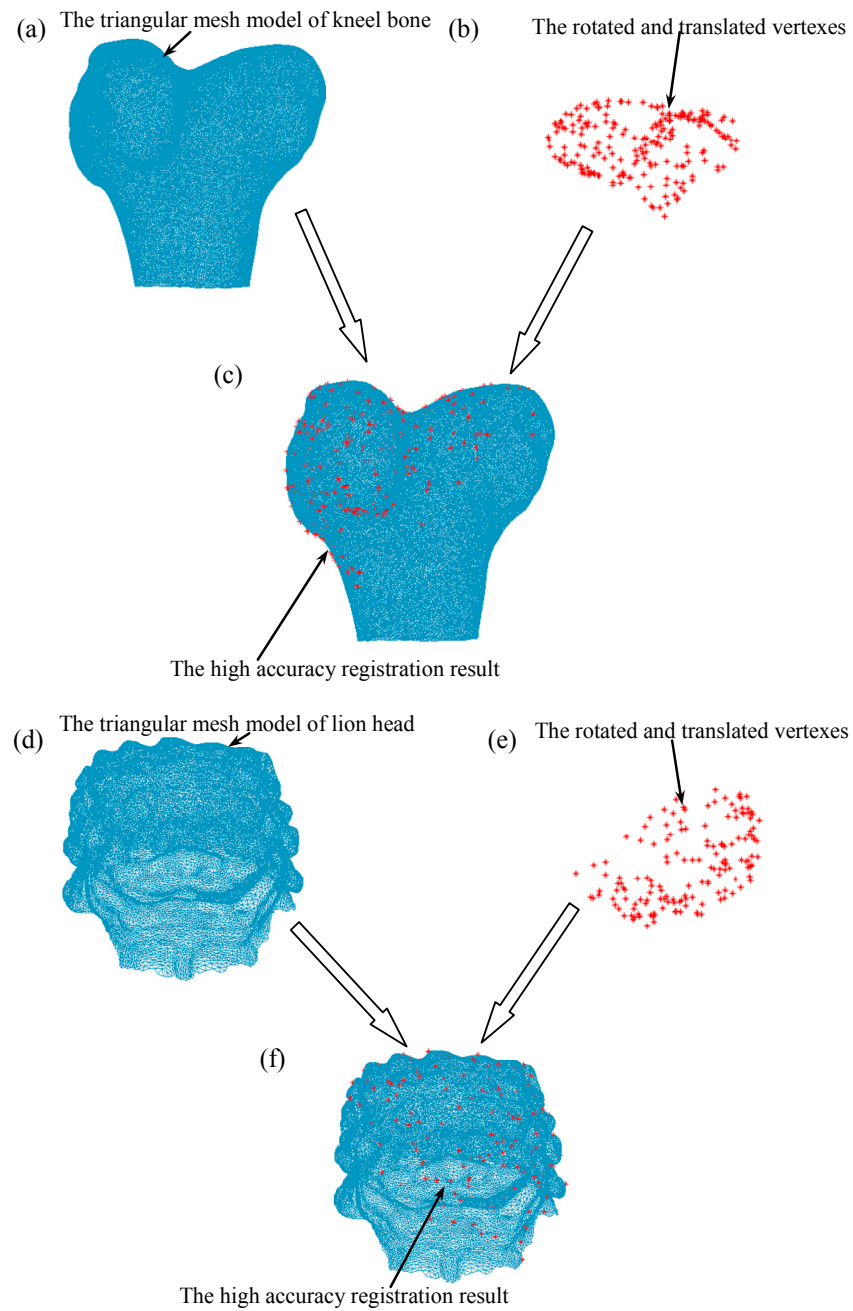 (a)
The triangular mesh model of kneel bone
(b)
The rotated and translated vertexes
(c)
The high accuracy registration result
(d)
The triangular mesh model of lion head
(e)
The rotated and translated vertexes
(f)
The high accuracy registration result